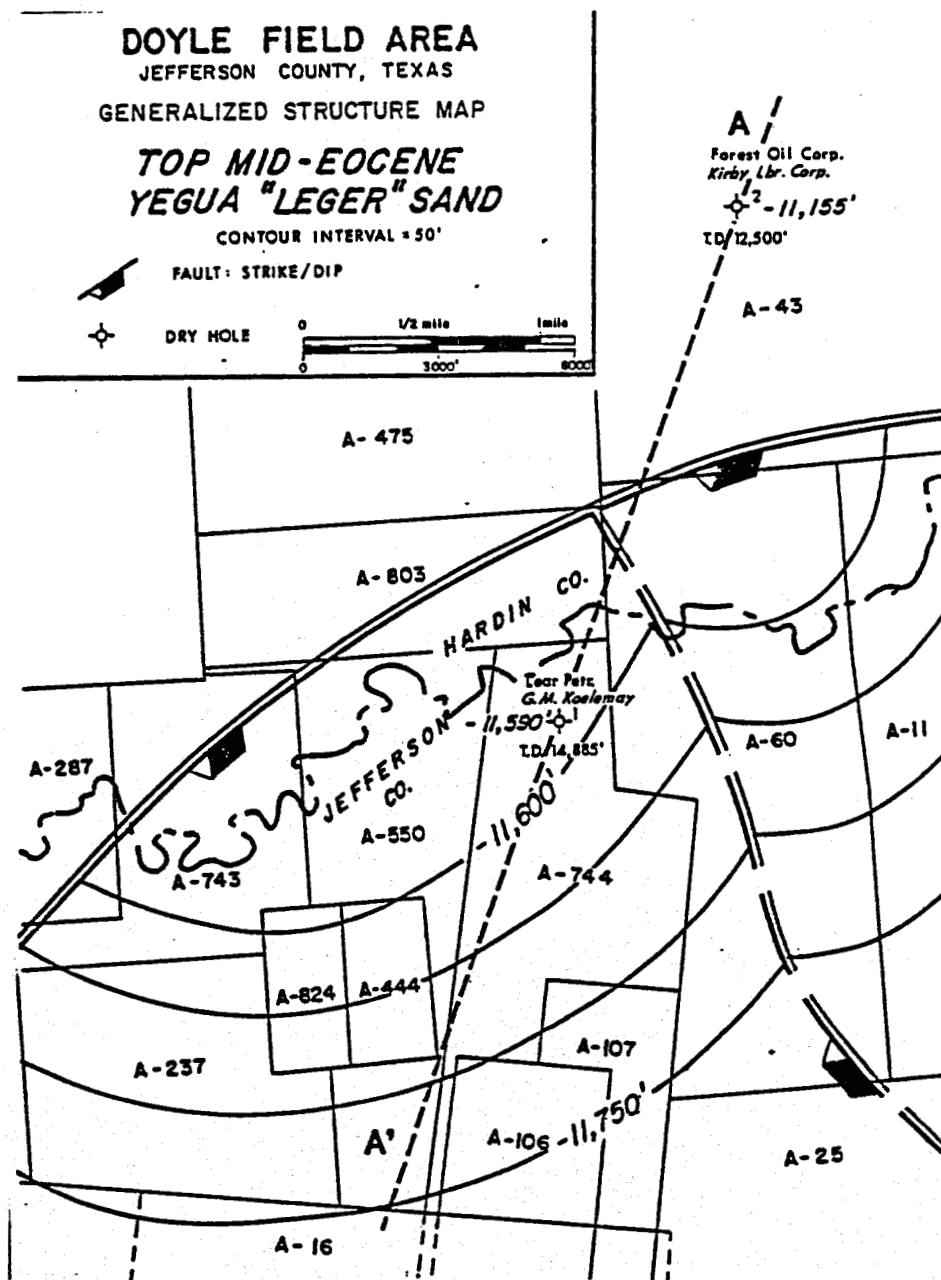 DOYLE FIELD AREA
JEFFERSON COUNTY, TEXAS
GENERALIZED STRUCTURE MAP
TOP MID-EOCENE
YEGUA "LEGER" SAND
CONTOUR INTERVAL = 50'
FAULT: STRIKE/DIP
DRY HOLE
0 1/2 mile 1mile
0 3000' 6000'
A
Forest Oil Corp.
Kirby Lbr. Corp.
2 -11,155'
T.D. 12,500'
A-43
A-475
A-803
HARDIN CO.
Petr.
G.M. Koelemay
-11,590' 1
T.D. 14,885'
JEFFERSON
CO.
A-287
A-60
A-11
-11,600'
A-550
A-743
A-744
A-824
A-444
A-237
A-107
-11,750'
A'
A-106
A-25
A-16